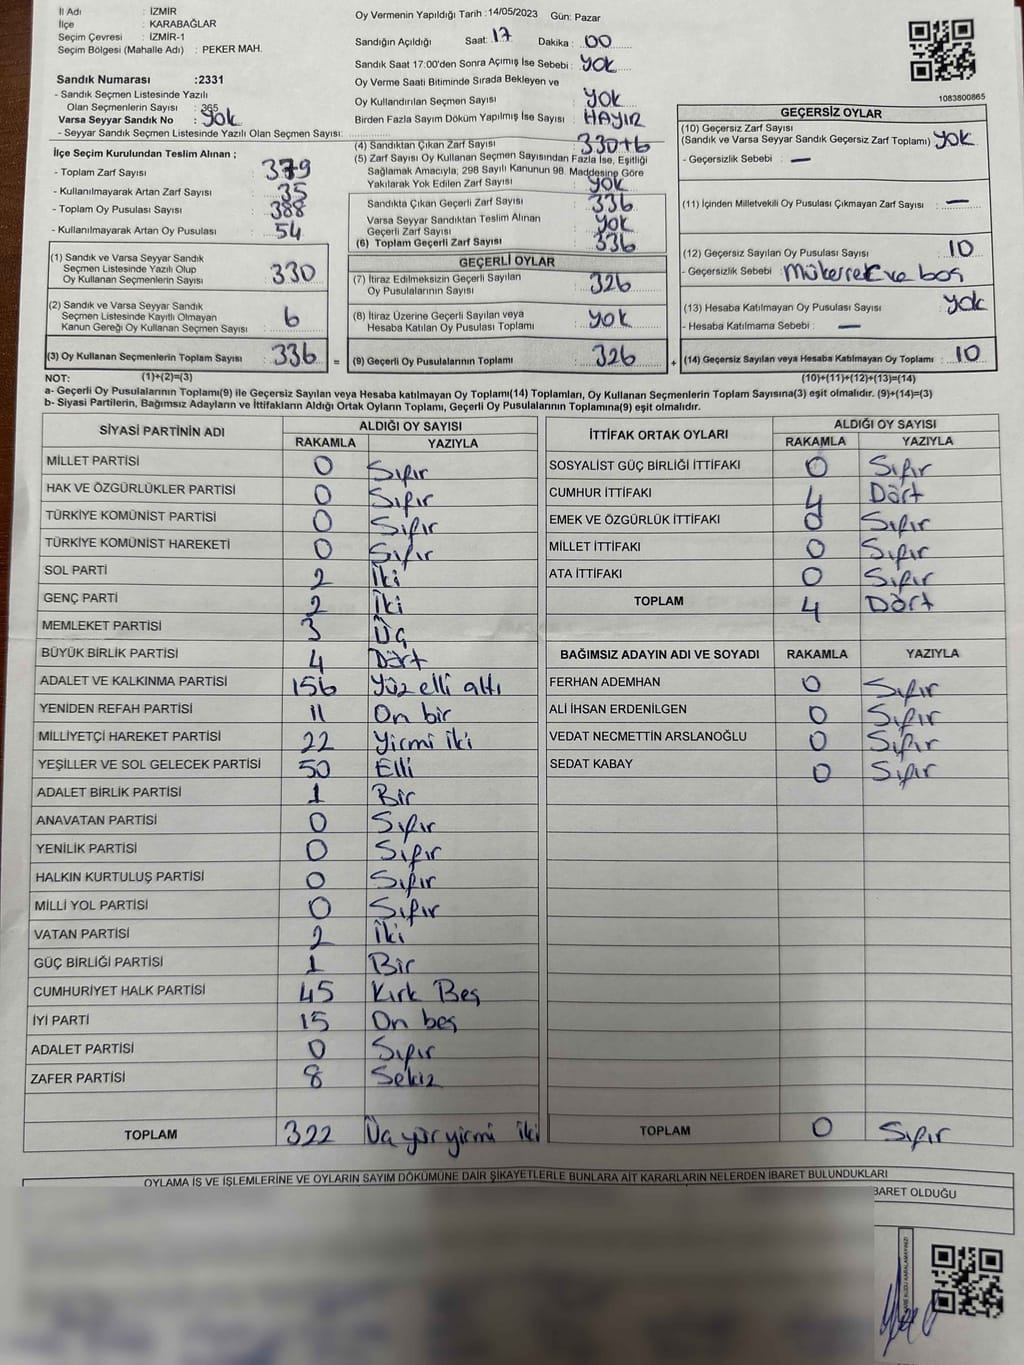 İl Adı : İZMİR
İlçe : KARABAĞLAR
Seçim Çevresi : İZMİR-1
Seçim Bölgesi (Mahalle Adı) : PEKER MAH.
Sandık Numarası :2331
- Sandık Seçmen Listesinde Yazılı
Olan Seçmenlerin Sayısı : 365
Varsa Seyyar Sandık No : yok
- Seyyar Sandık Seçmen Listesinde Yazılı Olan Seçmen Sayısı:
İlçe Seçim Kurulundan Teslim Alınan ;
- Toplam Zarf Sayısı : 379
- Kullanılmayarak Artan Zarf Sayısı : 35
- Toplam Oy Pusulası Sayısı : 388
- Kullanılmayarak Artan Oy Pusulası : 54
(1) Sandık ve Varsa Seyyar Sandık
Seçmen Listesinde Yazılı Olup
Oy Kullanan Seçmenlerin Sayısı : 330
(2) Sandık ve Varsa Seyyar Sandık
Seçmen Listesinde Kayıtlı Olmayan
Kanun Gereği Oy Kullanan Seçmen Sayısı : 6
(3) Oy Kullanan Seçmenlerin Toplam Sayısı : 336 =
Oy Vermenin Yapıldığı Tarih :14/05/2023 Gün: Pazar
Sandığın Açıldığı Saat: 17 Dakika : 00
Sandık Saat 17:00'den Sonra Açımış İse Sebebi : yok
Oy Verme Saati Bitiminde Sırada Bekleyen ve
Oy Kullandırılan Seçmen Sayısı : yok
Birden Fazla Sayım Döküm Yapılmış İse Sayısı : HAYIR
(4) Sandıktan Çıkan Zarf Sayısı : 330+6
(5) Zarf Sayısı Oy Kullanan Seçmen Sayısından Fazla İse, Eşitliği
Sağlamak Amacıyla; 298 Sayılı Kanunun 98. Maddesine Göre
Yakılarak Yok Edilen Zarf Sayısı : yok
Sandıkta Çıkan Geçerli Zarf Sayısı : 336
Varsa Seyyar Sandıktan Teslim Alınan
Geçerli Zarf Sayısı : yok
(6) Toplam Geçerli Zarf Sayısı : 336
GEÇERLİ OYLAR
(7) İtiraz Edilmeksizin Geçerli Sayılan
Oy Pusulalarının Sayısı : 326
(8) İtiraz Üzerine Geçerli Sayılan veya
Hesaba Katılan Oy Pusulası Toplamı : yok
(9) Geçerli Oy Pusulalarının Toplamı : 326 +
1083800865
GEÇERSİZ OYLAR
(10) Geçersiz Zarf Sayısı
(Sandık ve Varsa Seyyar Sandık Geçersiz Zarf Toplamı) yok
- Geçersizlik Sebebi : —
(11) İçinden Milletvekili Oy Pusulası Çıkmayan Zarf Sayısı : —
(12) Geçersiz Sayılan Oy Pusulası Sayısı : 10
- Geçersizlik Sebebi : Mükerrek ve boş
(13) Hesaba Katılmayan Oy Pusulası Sayısı : yok
- Hesaba Katılmama Sebebi : —
(14) Geçersiz Sayılan veya Hesaba Katılmayan Oy Toplamı : 10
NOT: (1)+(2)=(3) (10)+(11)+(12)+(13)=(14)
a- Geçerli Oy Pusulalarının Toplamı(9) ile Geçersiz Sayılan veya Hesaba katılmayan Oy Toplamı(14) Toplamları, Oy Kullanan Seçmenlerin Toplam Sayısına(3) eşit olmalıdır. (9)+(14)=(3)
b- Siyasi Partilerin, Bağımsız Adayların ve İttifakların Aldığı Ortak Oyların Toplamı, Geçerli Oy Pusulalarının Toplamına(9) eşit olmalıdır.
SİYASİ PARTİNİN ADI ALDIĞI OY SAYISI
RAKAMLA YAZIYLA
MİLLET PARTİSİ 0 Sıfır
HAK VE ÖZGÜRLÜKLER PARTİSİ 0 Sıfır
TÜRKİYE KOMÜNİST PARTİSİ 0 Sıfır
TÜRKİYE KOMÜNİST HAREKETİ 0 Sıfır
SOL PARTİ 2 İki
GENÇ PARTİ 2 İki
MEMLEKET PARTİSİ 3 Üç
BÜYÜK BİRLİK PARTİSİ 4 Dört
ADALET VE KALKINMA PARTİSİ 156 Yüz elli altı
YENİDEN REFAH PARTİSİ 11 On bir
MİLLİYETÇİ HAREKET PARTİSİ 22 Yirmi iki
YEŞİLLER VE SOL GELECEK PARTİSİ 50 Elli
ADALET BİRLİK PARTİSİ 1 Bir
ANAVATAN PARTİSİ 0 Sıfır
YENİLİK PARTİSİ 0 Sıfır
HALKIN KURTULUŞ PARTİSİ 0 Sıfır
MİLLİ YOL PARTİSİ 0 Sıfır
VATAN PARTİSİ 2 İki
GÜÇ BİRLİĞİ PARTİSİ 1 Bir
CUMHURİYET HALK PARTİSİ 45 Kırk Beş
İYİ PARTİ 15 On beş
ADALET PARTİSİ 0 Sıfır
ZAFER PARTİSİ 8 Sekiz
TOPLAM 322 Üçyüz yirmi iki
İTTİFAK ORTAK OYLARI ALDIĞI OY SAYISI
RAKAMLA YAZIYLA
SOSYALİST GÜÇ BİRLİĞİ İTTİFAKI 0 Sıfır
CUMHUR İTTİFAKI 4 Dört
EMEK VE ÖZGÜRLÜK İTTİFAKI 0 Sıfır
MİLLET İTTİFAKI 0 Sıfır
ATA İTTİFAKI 0 Sıfır
TOPLAM 4 Dört
BAĞIMSIZ ADAYIN ADI VE SOYADI RAKAMLA YAZIYLA
FERHAN ADEMHAN 0 Sıfır
ALİ İHSAN ERDENİLGEN 0 Sıfır
VEDAT NECMETTİN ARSLANOĞLU 0 Sıfır
SEDAT KABAY 0 Sıfır
TOPLAM 0 Sıfır
OYLAMA İŞ VE İŞLEMLERİNE VE OYLARIN SAYIM DÖKÜMÜNE DAİR ŞİKAYETLERLE BUNLARA AİT KARARLARIN NELERDEN İBARET BULUNDUKLARI
BARET OLDUĞU